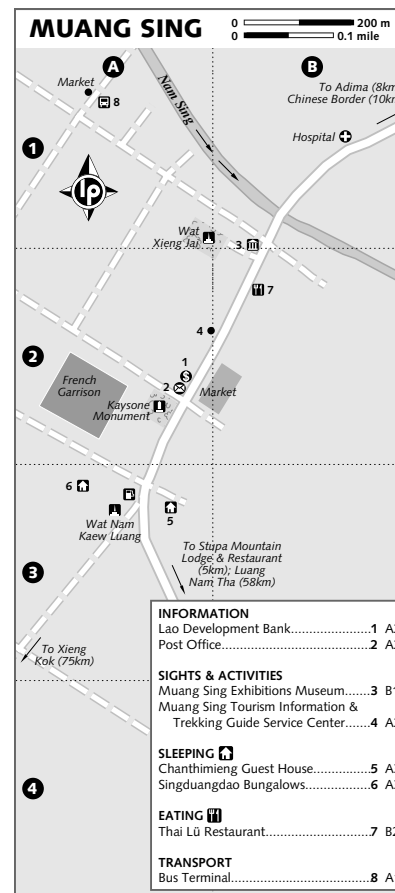 MUANG SING
0 200 m
0 0.1 mile
A
B
Market
8
Nam Sing
To Adima (8km
Chinese Border (10km
Hospital
1
lp
Wat
Xieng Jai
3
7
4
2
1
2
French
Garrison
Kaysone
Monument
Market
6
5
Wat Nam
Kaew Luang
To Stupa Mountain
Lodge & Restaurant
(5km); Luang
Nam Tha (58km)
3
To Xieng
Kok (75km)
4
INFORMATION
Lao Development Bank.....................1 A
Post Office.........................................2 A
SIGHTS & ACTIVITIES
Muang Sing Exhibitions Museum.......3 B1
Muang Sing Tourism Information &
Trekking Guide Service Center.......4 A
SLEEPING
Chanthimieng Guest House...............5 A
Singduangdao Bungalows..................6 A
EATING
Thai Lü Restaurant............................7 B2
TRANSPORT
Bus Terminal......................................8 A